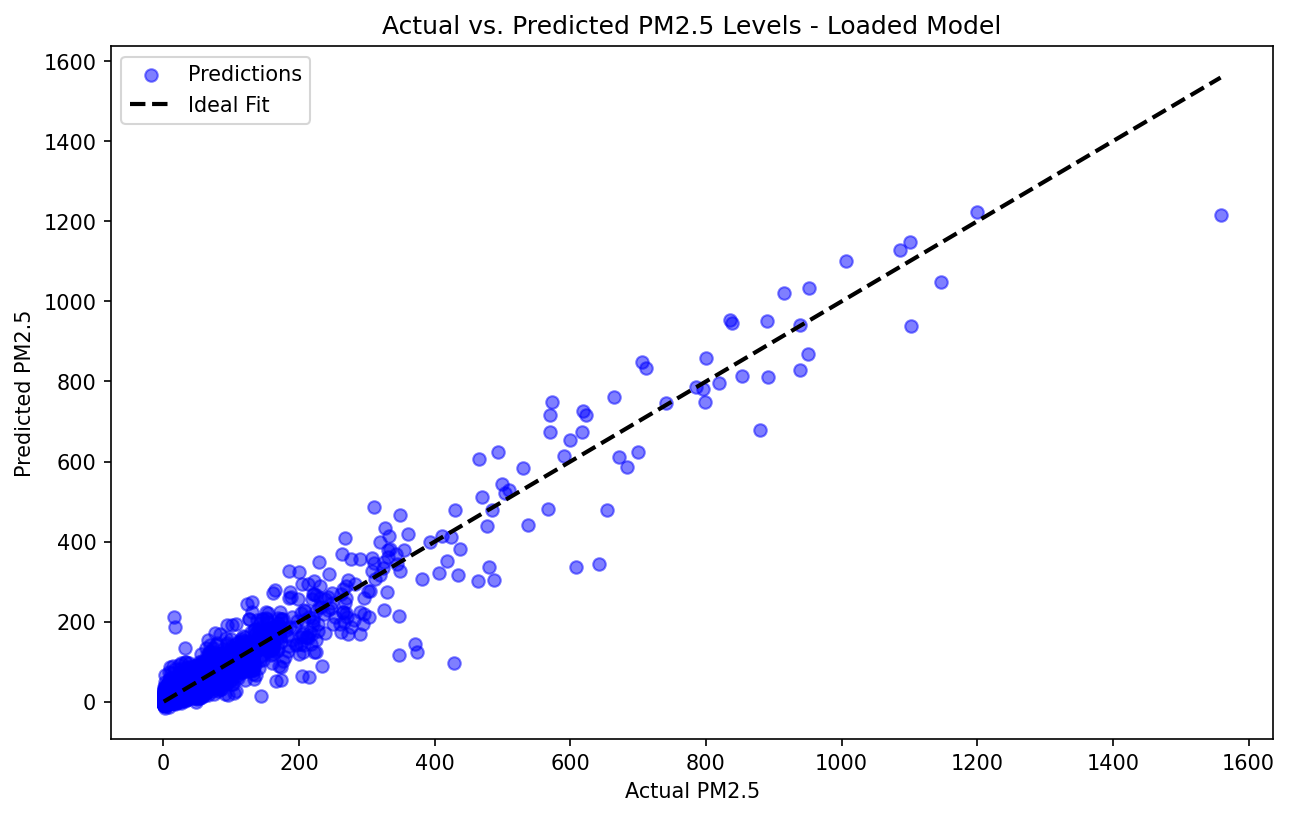 Actual vs. Predicted PM2.5 Levels - Loaded Model
Predictions
Ideal Fit
1600
1400
1200
1000
800
600
400
200
0
Predicted PM2.5
0 200 400 600 800 1000 1200 1400 1600
Actual PM2.5